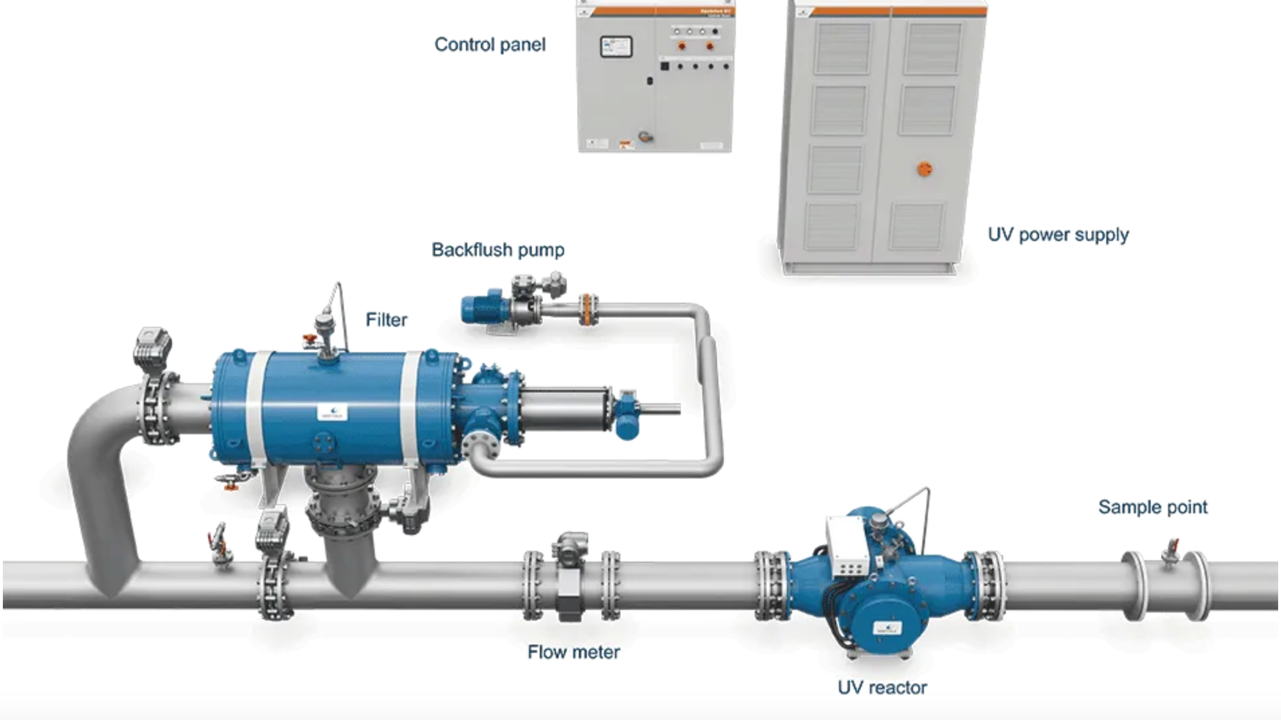 Control panel
UV power supply
Backflush pump
Filter
Sample point
Flow meter
UV reactor